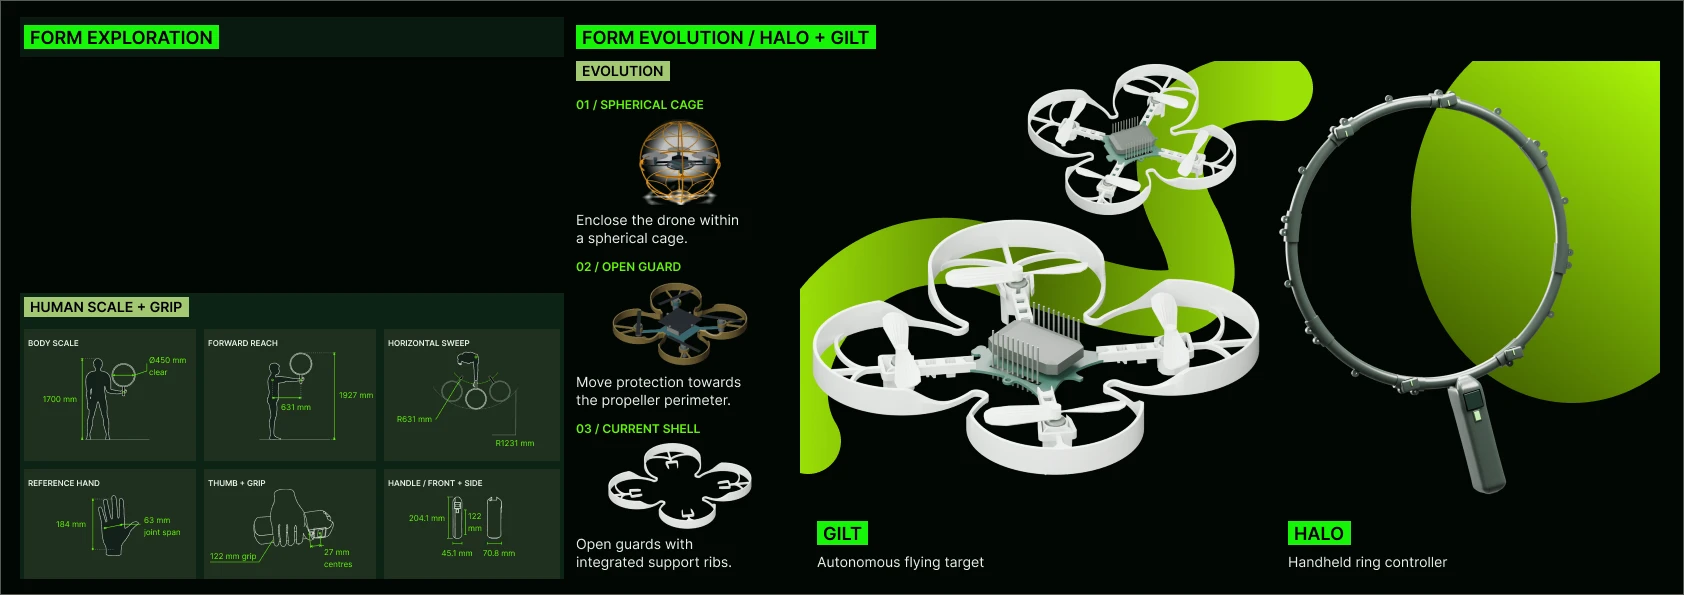 FORM EXPLORATION
HUMAN SCALE + GRIP
BODY SCALE
Ø450 mm
clear
1700 mm
FORWARD REACH
631 mm
1927 mm
HORIZONTAL SWEEP
R631 mm
R1231 mm
REFERENCE HAND
184 mm
63 mm
joint span
THUMB + GRIP
122 mm grip
27 mm
centres
HANDLE / FRONT + SIDE
204.1 mm
122
mm
45.1 mm
70.8 mm
FORM EVOLUTION / HALO + GILT
EVOLUTION
01 / SPHERICAL CAGE
Enclose the drone within
a spherical cage.
02 / OPEN GUARD
Move protection towards
the propeller perimeter.
03 / CURRENT SHELL
Open guards with
integrated support ribs.
GILT
Autonomous flying target
HALO
Handheld ring controller